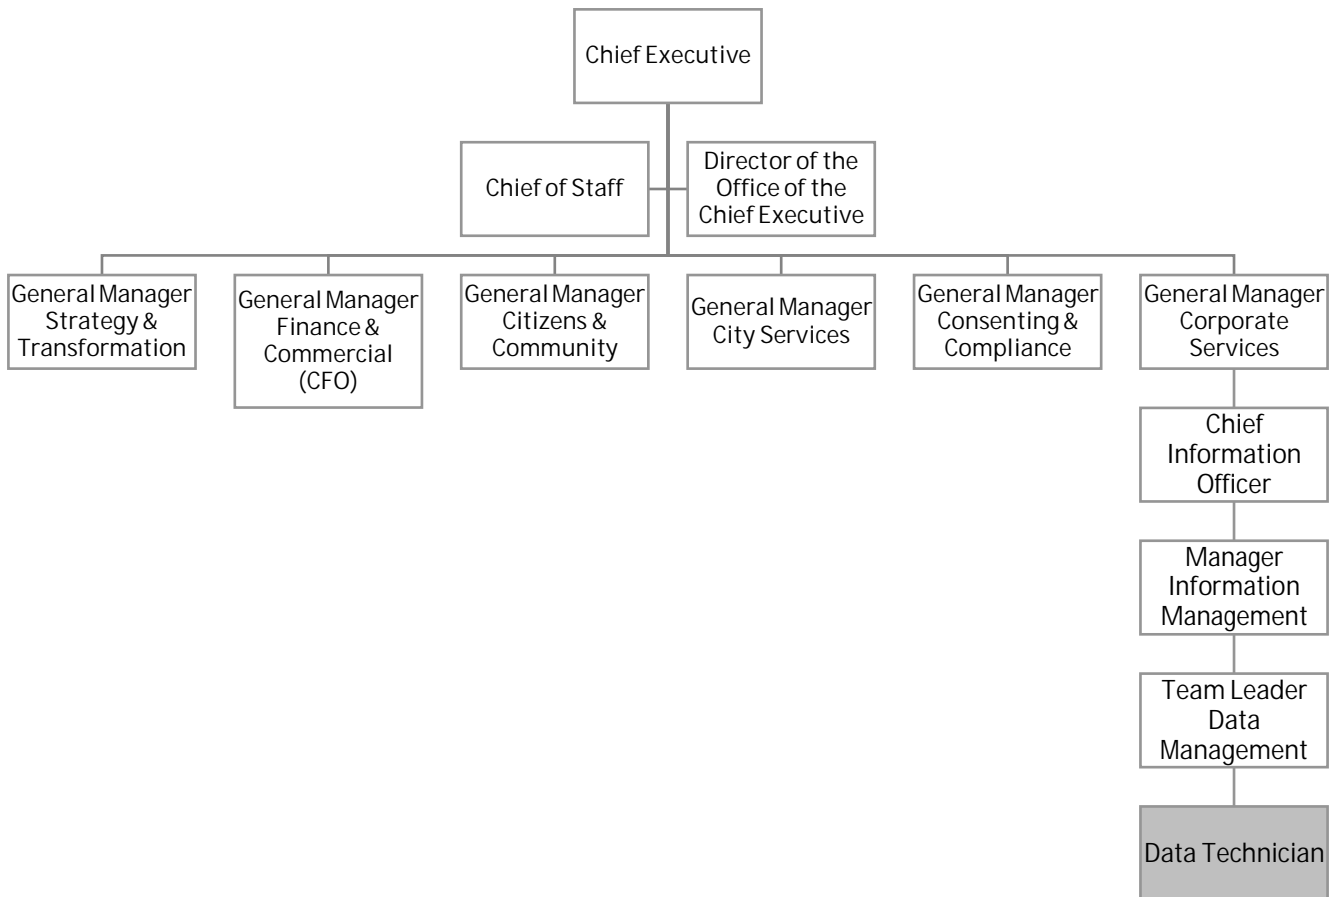 Chief Executive
Chief of Staff
Director of the
Office of the
Chief Executive
General Manager
Strategy &
Transformation
General Manager
Finance &
Commercial
(CFO)
General Manager
Citizens &
Community
General Manager
City Services
General Manager
Consenting &
Compliance
General Manager
Corporate
Services
Chief
Information
Officer
Manager
Information
Management
Team Leader
Data
Management
Data Technician